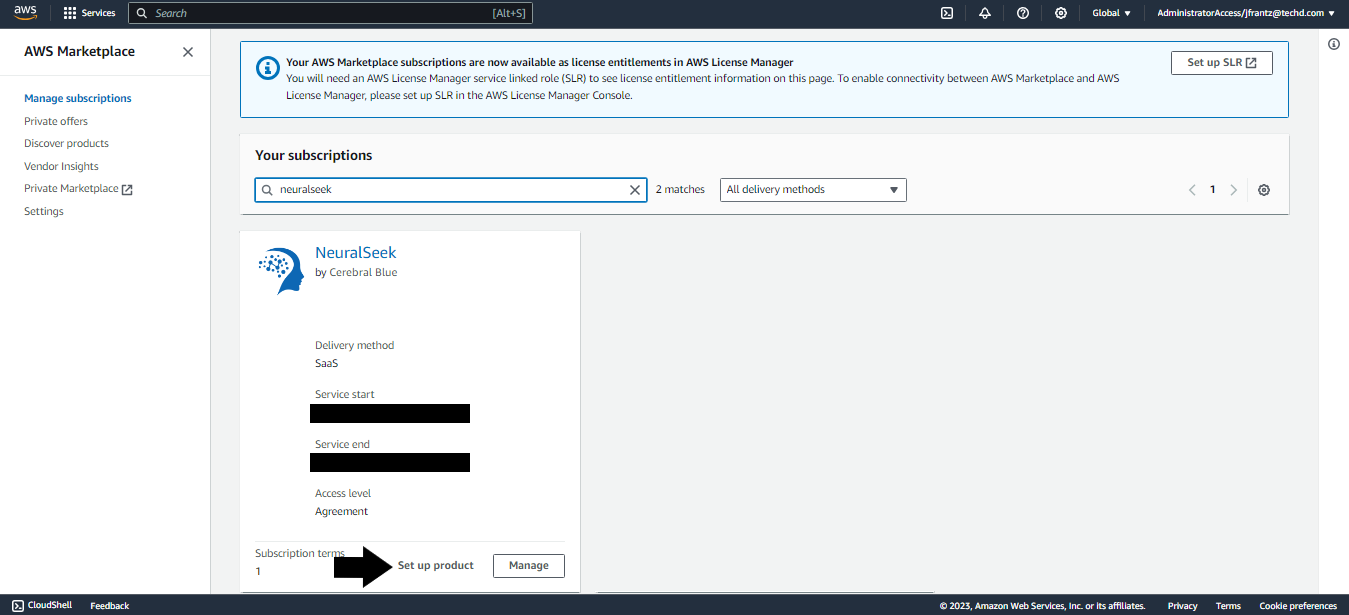 aws
Services
Search
[Alt+S]
Global
AdministratorAccess/jfrantz@techd.com
AWS Marketplace
Manage subscriptions
Private offers
Discover products
Vendor Insights
Private Marketplace
Settings
Your AWS Marketplace subscriptions are now available as license entitlements in AWS License Manager
You will need an AWS License Manager service linked role (SLR) to see license entitlement information on this page. To enable connectivity between AWS Marketplace and AWS
License Manager, please set up SLR in the AWS License Manager Console.
Set up SLR
Your subscriptions
neuralseek
2 matches
All delivery methods
1
NeuralSeek
by Cerebral Blue
Delivery method
SaaS
Service start
Service end
Access level
Agreement
Subscription terms
1
Set up product
Manage
CloudShell
Feedback
© 2023, Amazon Web Services, Inc. or its affiliates.
Privacy
Terms
Cookie preferences